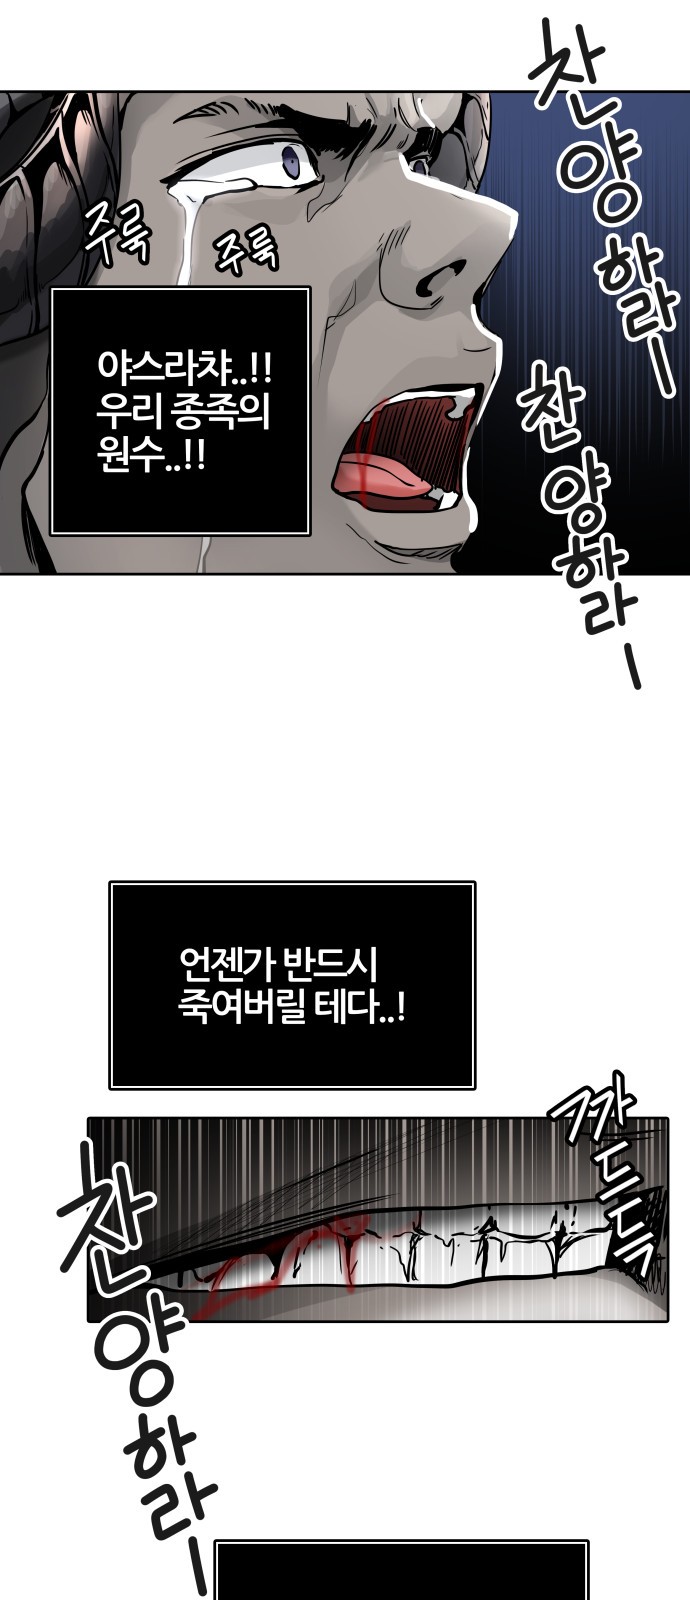 찬양하라ㅡ
주륵
주륵
야스라챠..!!
우리 종족의
원수..!!
찬양하라ㅡ
언젠가 반드시
죽여버릴 테다..!
까드득
찬양하라ㅡ